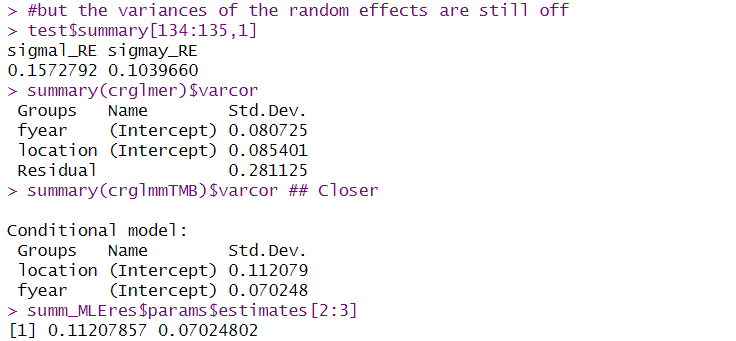 > #but the variances of the random effects are still off
> test$summary[134:135,1]
sigmal_RE sigmay_RE
0.1572792 0.1039660
> summary(crglmer)$varcor
 Groups   Name        Std.Dev.
 fyear    (Intercept) 0.080725
 location (Intercept) 0.085401
 Residual             0.281125
> summary(crglmmTMB)$varcor ## Closer

Conditional model:
 Groups   Name        Std.Dev.
 location (Intercept) 0.112079
 fyear    (Intercept) 0.070248
> summ_MLEres$params$estimates[2:3]
[1] 0.11207857 0.07024802